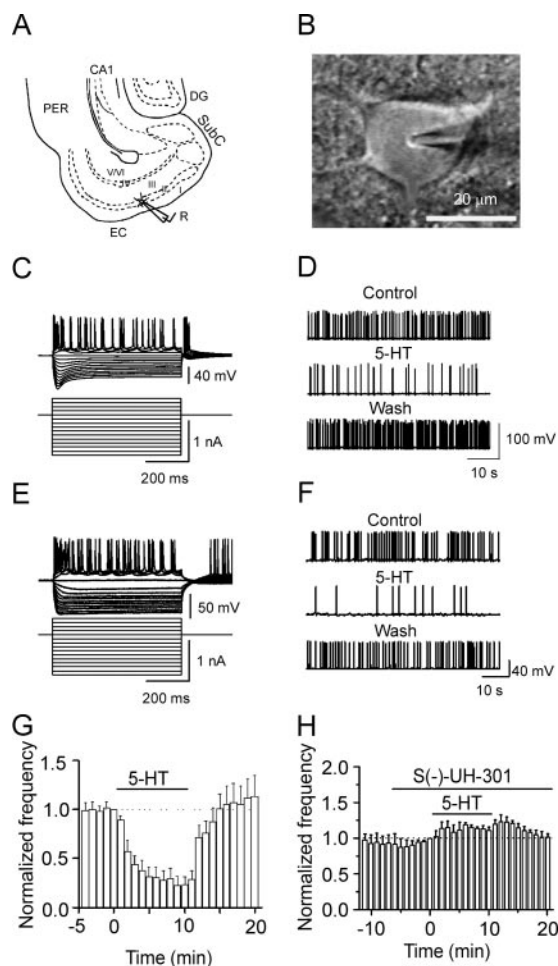 A
CA1
DG
PER
SubC
V/VI
III
I
R
EC
B
20 µm
C
40 mV
1 nA
200 ms
D
Control
5-HT
Wash
100 mV
10 s
E
50 mV
1 nA
200 ms
F
Control
5-HT
Wash
40 mV
10 s
G
Normalized frequency
1.5
1.0
0.5
0.0
5-HT
-5 0 5 10 15 20
Time (min)
H
Normalized frequency
2.0
1.5
1.0
0.5
0.0
S(-)-UH-301
5-HT
-10 0 10 20
Time (min)